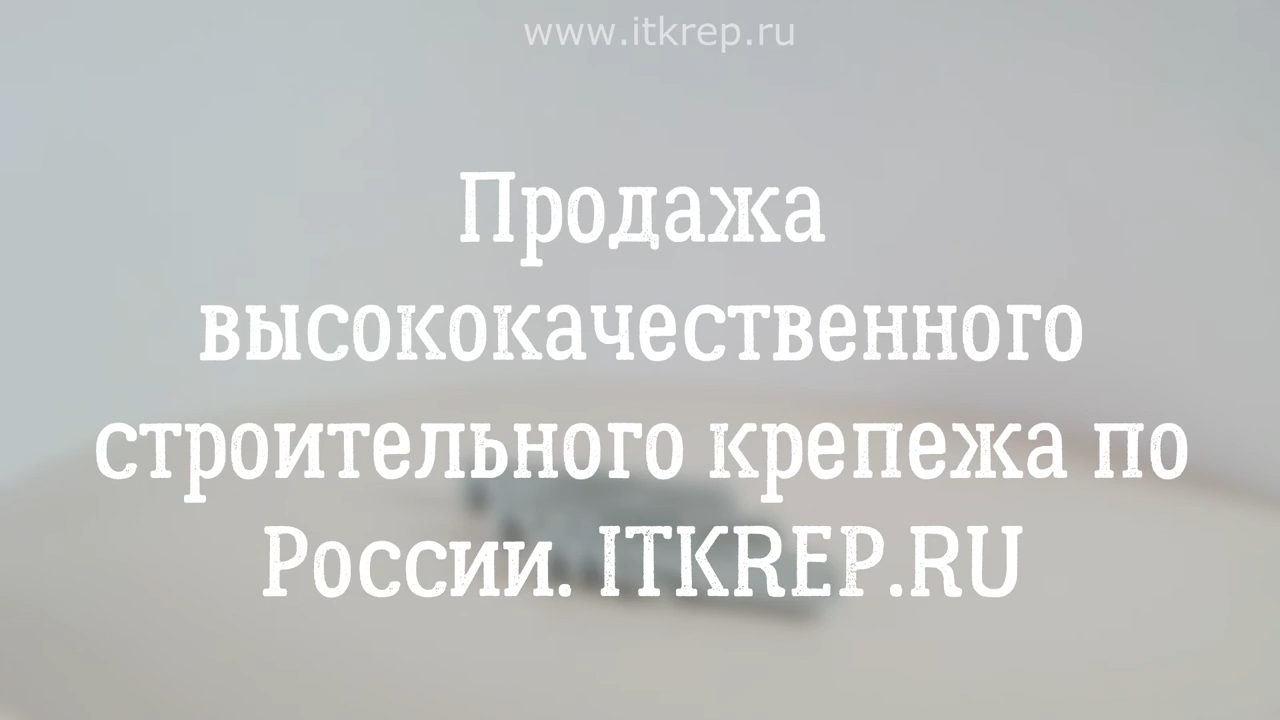 www.itkrep.ru
Продажа
высококачественного
строительного крепежа по
России. ITKREP.RU